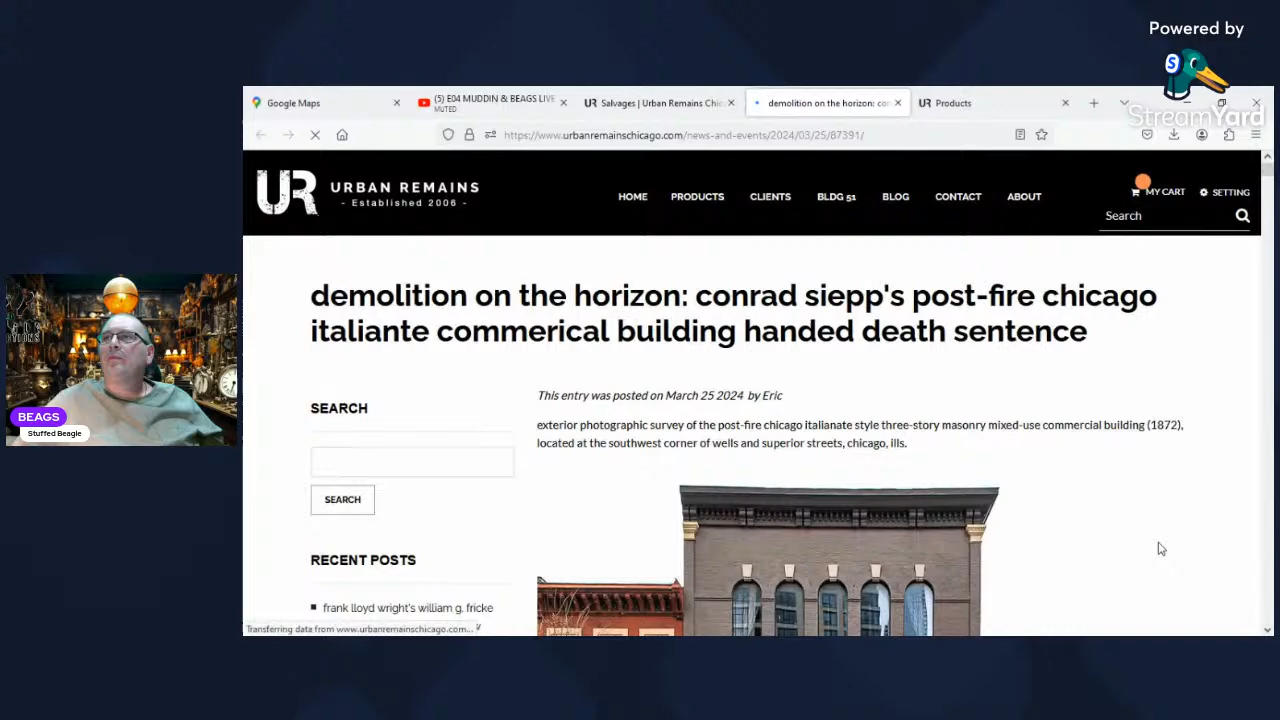 Powered by
StreamYard
Google Maps
(5) E04 MUDDIN & BEAGS LIVE
MUTED
UR Salvages | Urban Remains Chic
demolition on the horizon: con
UR Products
https://www.urbanremainschicago.com/news-and-events/2024/03/25/87391/
UR URBAN REMAINS
- Established 2006 -
HOME PRODUCTS CLIENTS BLDG 51 BLOG CONTACT ABOUT
MY CART SETTING
Search
demolition on the horizon: conrad siepp's post-fire chicago
italiante commerical building handed death sentence
This entry was posted on March 25 2024 by Eric
SEARCH
exterior photographic survey of the post-fire chicago italianate style three-story masonry mixed-use commercial building (1872),
located at the southwest corner of wells and superior streets, chicago, ills.
SEARCH
RECENT POSTS
frank lloyd wright's william g. fricke
Transferring data from www.urbanremainschicago.com...
BEAGS
Stuffed Beagle